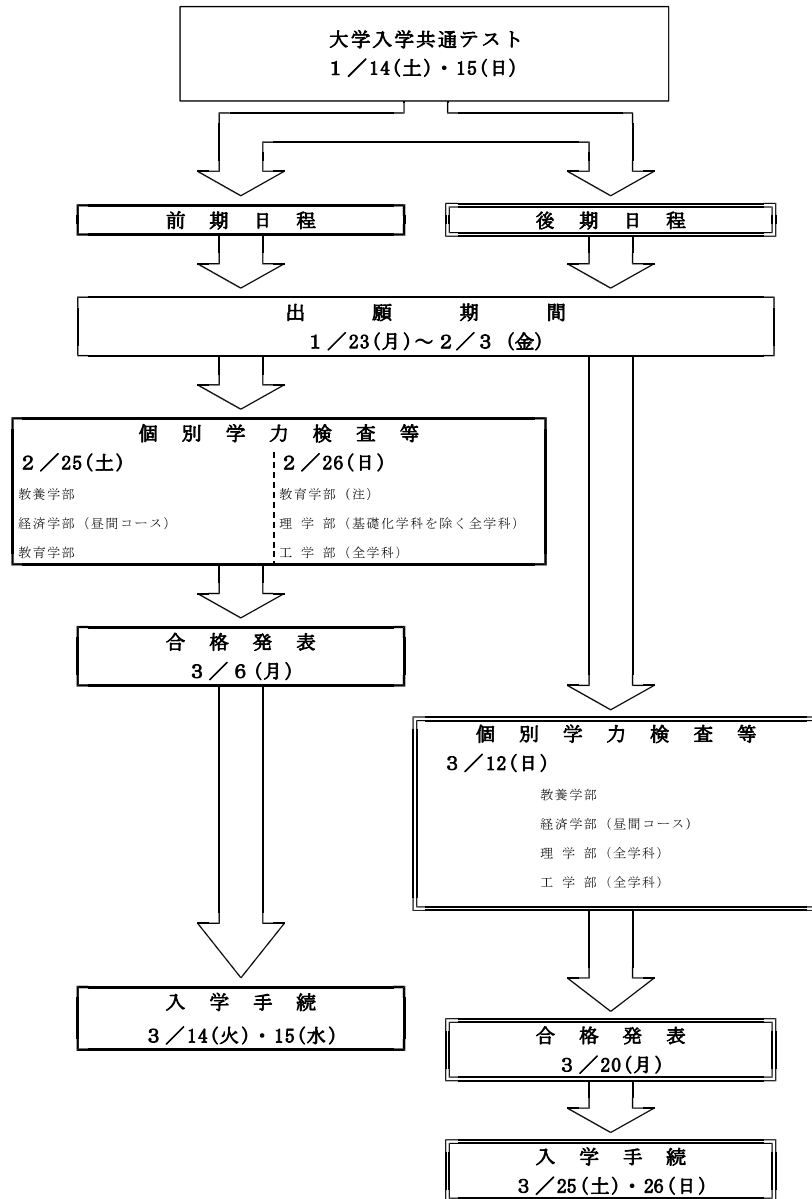 大学入学共通テスト
1／14(土)・15(日)
前期日程
後期日程
出願期間
1／23(月)～2／3(金)
個別学力検査等
2／25(土)
教養学部
経済学部（昼間コース）
教育学部
2／26(日)
教育学部（注）
理学部（基礎化学科を除く全学科）
工学部（全学科）
合格発表
3／6(月)
個別学力検査等
3／12(日)
教養学部
経済学部（昼間コース）
理学部（全学科）
工学部（全学科）
入学手続
3／14(火)・15(水)
合格発表
3／20(月)
入学手続
3／25(土)・26(日)